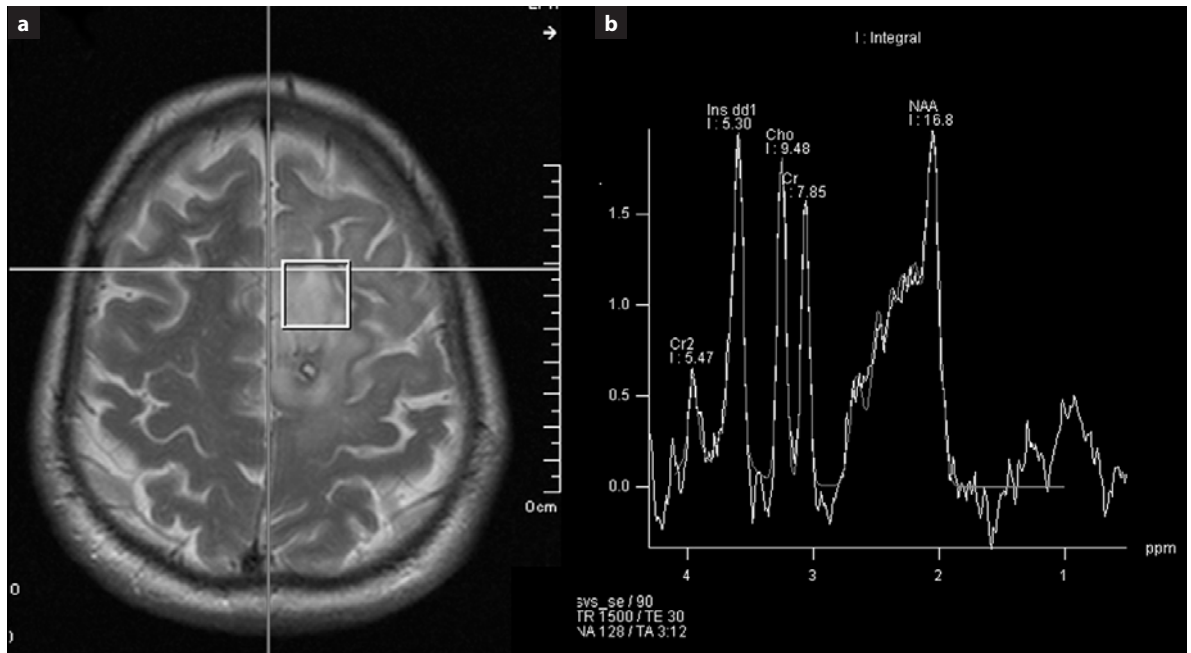 a
0cm
0
b
I : Integral
Ins dd1
I : 5.30
Cho
I : 9.48
Cr
I : 7.85
NAA
I : 16.8
Cr2
I : 5.47
1.5
1.0
0.5
0.0
4 3 2 1
ppm
svs_se / 90
TR 1500 / TE 30
NA 128 / TA 3:12